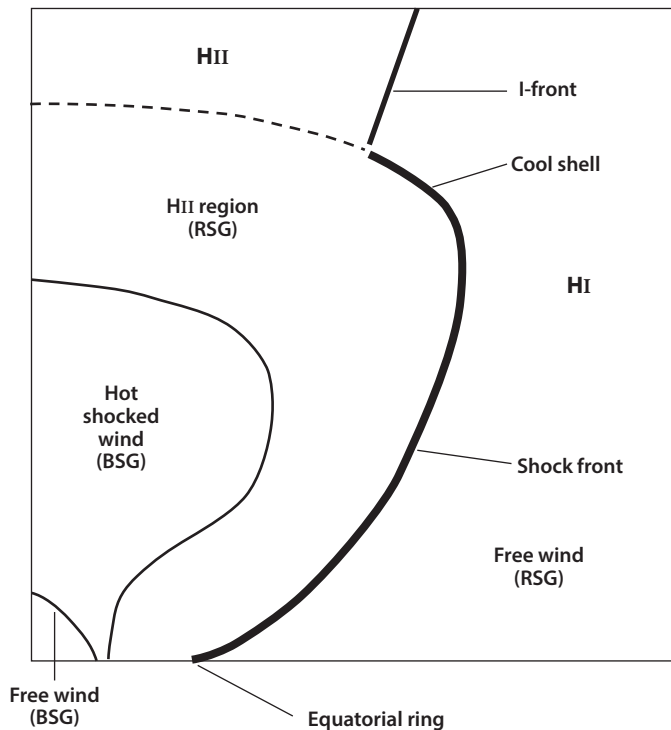 HII
I-front
Cool shell
HII region
(RSG)
HI
Hot
shocked
wind
(BSG)
Shock front
Free wind
(RSG)
Free wind
(BSG)
Equatorial ring